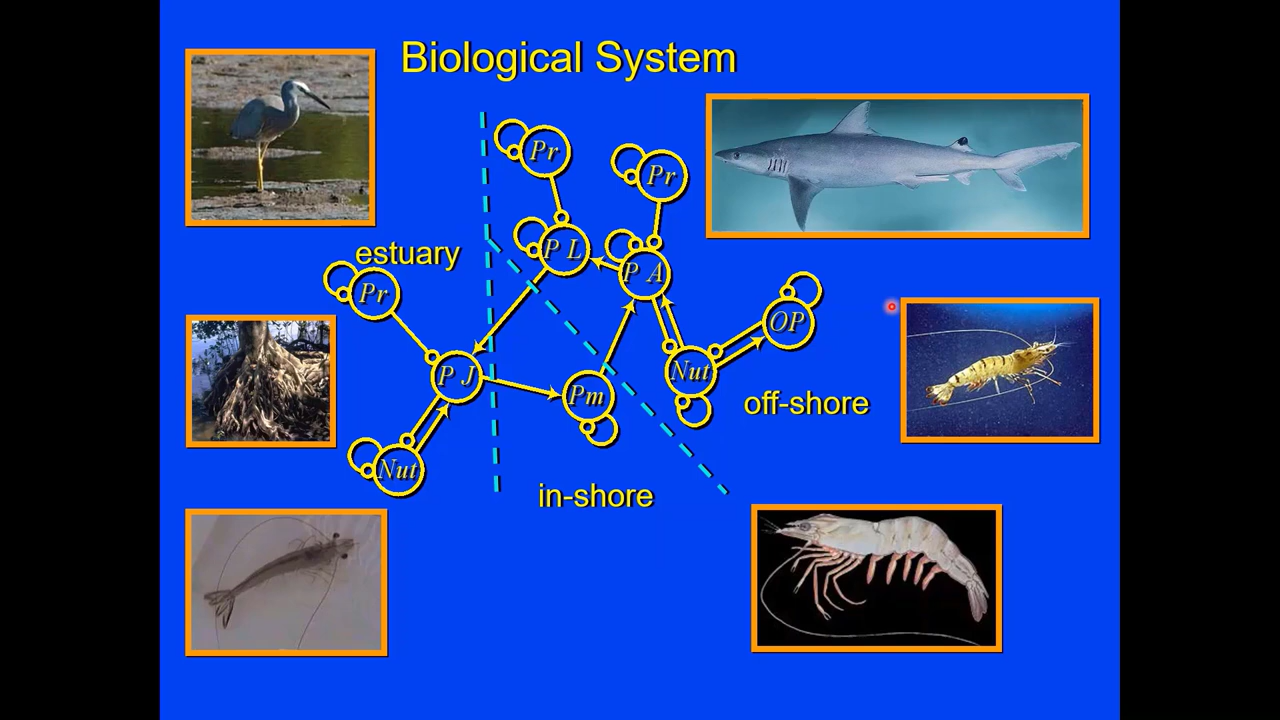 Biological System
Pr
Pr
P L
P A
estuary
Pr
OP
P J
Pm
Nut
off-shore
Nut
in-shore